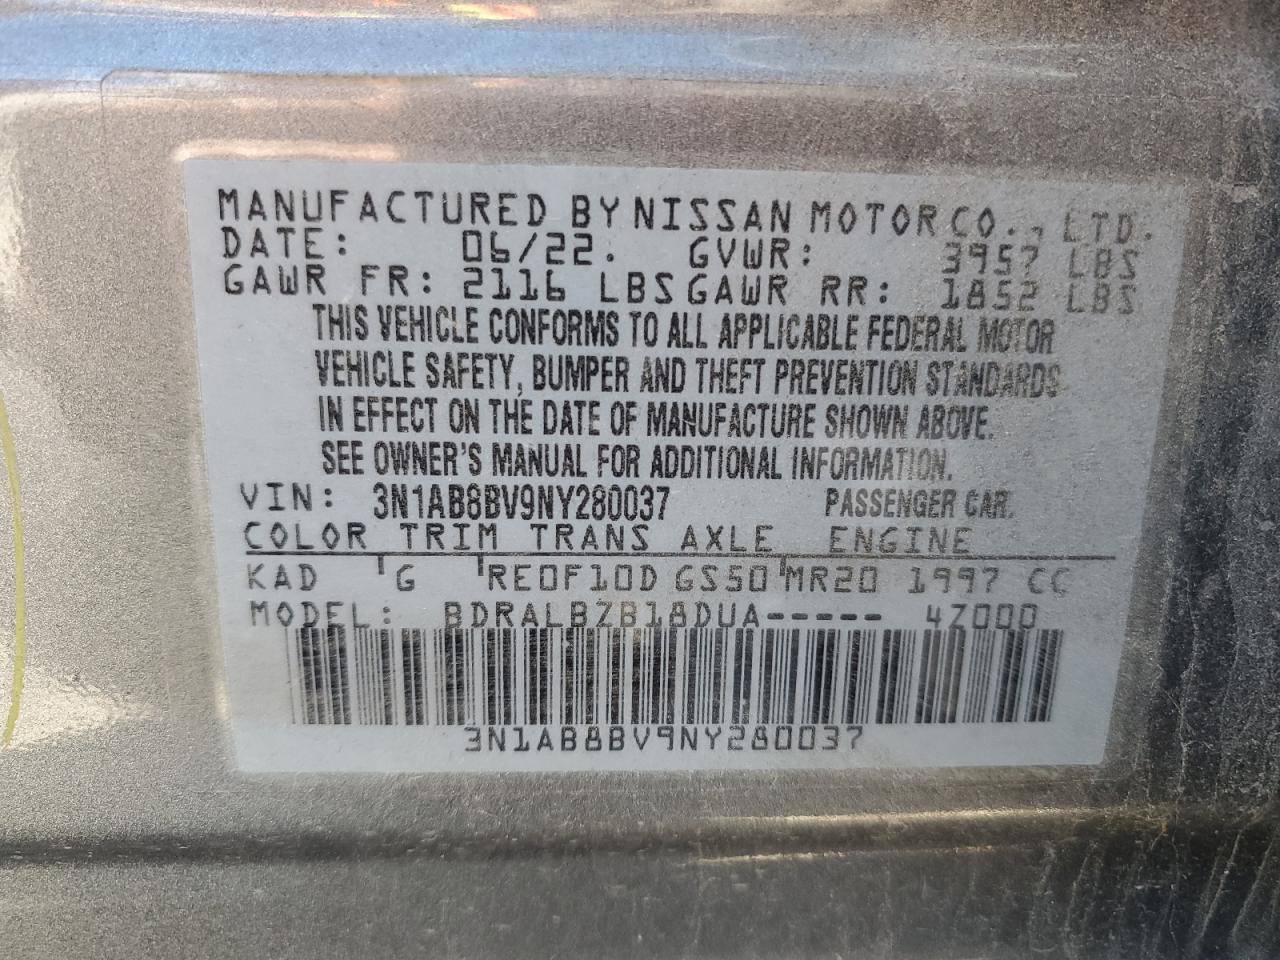 MANUFACTURED BY NISSAN MOTOR CO., LTD.
DATE: 06/22. GVWR: 3957 LBS
GAWR FR: 2116 LBS GAWR RR: 1852 LBS
THIS VEHICLE CONFORMS TO ALL APPLICABLE FEDERAL MOTOR
VEHICLE SAFETY, BUMPER AND THEFT PREVENTION STANDARDS
IN EFFECT ON THE DATE OF MANUFACTURE SHOWN ABOVE.
SEE OWNER'S MANUAL FOR ADDITIONAL INFORMATION.
VIN: 3N1AB8BV9NY280037 PASSENGER CAR.
COLOR TRIM TRANS AXLE ENGINE
KAD G RE0F10D GS50 MR20 1997 CC
MODEL: BDRALBZB18DUA----- 4Z000
3N1AB8BV9NY280037